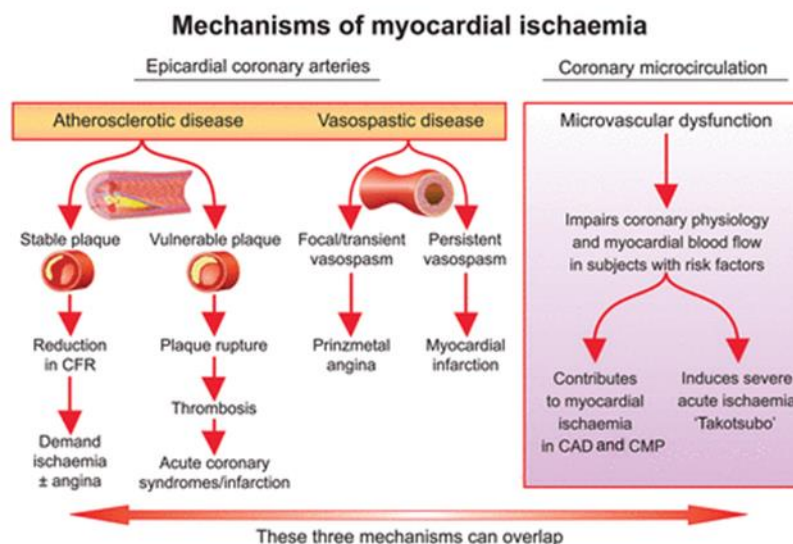 Mechanisms of myocardial ischaemia
Epicardial coronary arteries
Coronary microcirculation
Atherosclerotic disease
Vasospastic disease
Microvascular dysfunction
Stable plaque
Vulnerable plaque
Focal/transient
vasospasm
Persistent
vasospasm
Impairs coronary physiology
and myocardial blood flow
in subjects with risk factors
Reduction
in CFR
Plaque rupture
Prinzmetal
angina
Myocardial
infarction
Thrombosis
Contributes
to myocardial
ischaemia
in CAD and CMP
Induces severe
acute ischaemia
‘Takotsubo’
Demand
ischaemia
± angina
Acute coronary
syndromes/infarction
These three mechanisms can overlap